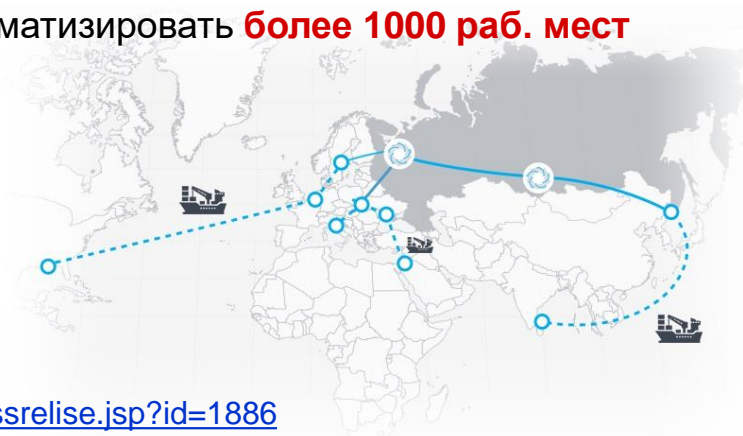 матизировать более 1000 раб. мест
ssrelise.jsp?id=1886